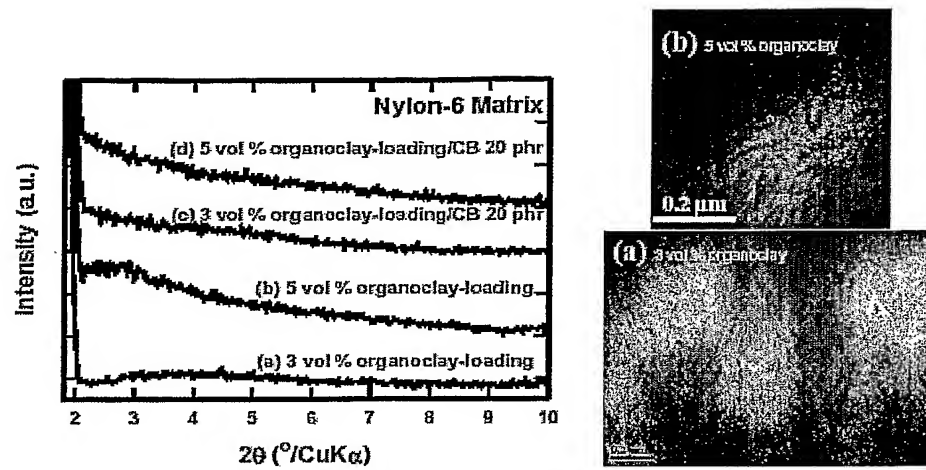 Nylon-6 Matrix
(d) 5 vol % organoclay-loading/CB 20 phr
(c) 3 vol % organoclay-loading/CB 20 phr
(b) 5 vol % organoclay-loading
(a) 3 vol % organoclay-loading
Intensity (a.u.)
2 3 4 5 6 7 8 9 10
2θ (°/CuKα)
(b) 5 vol % organoclay
0.2 µm
(a) 3 vol % organoclay